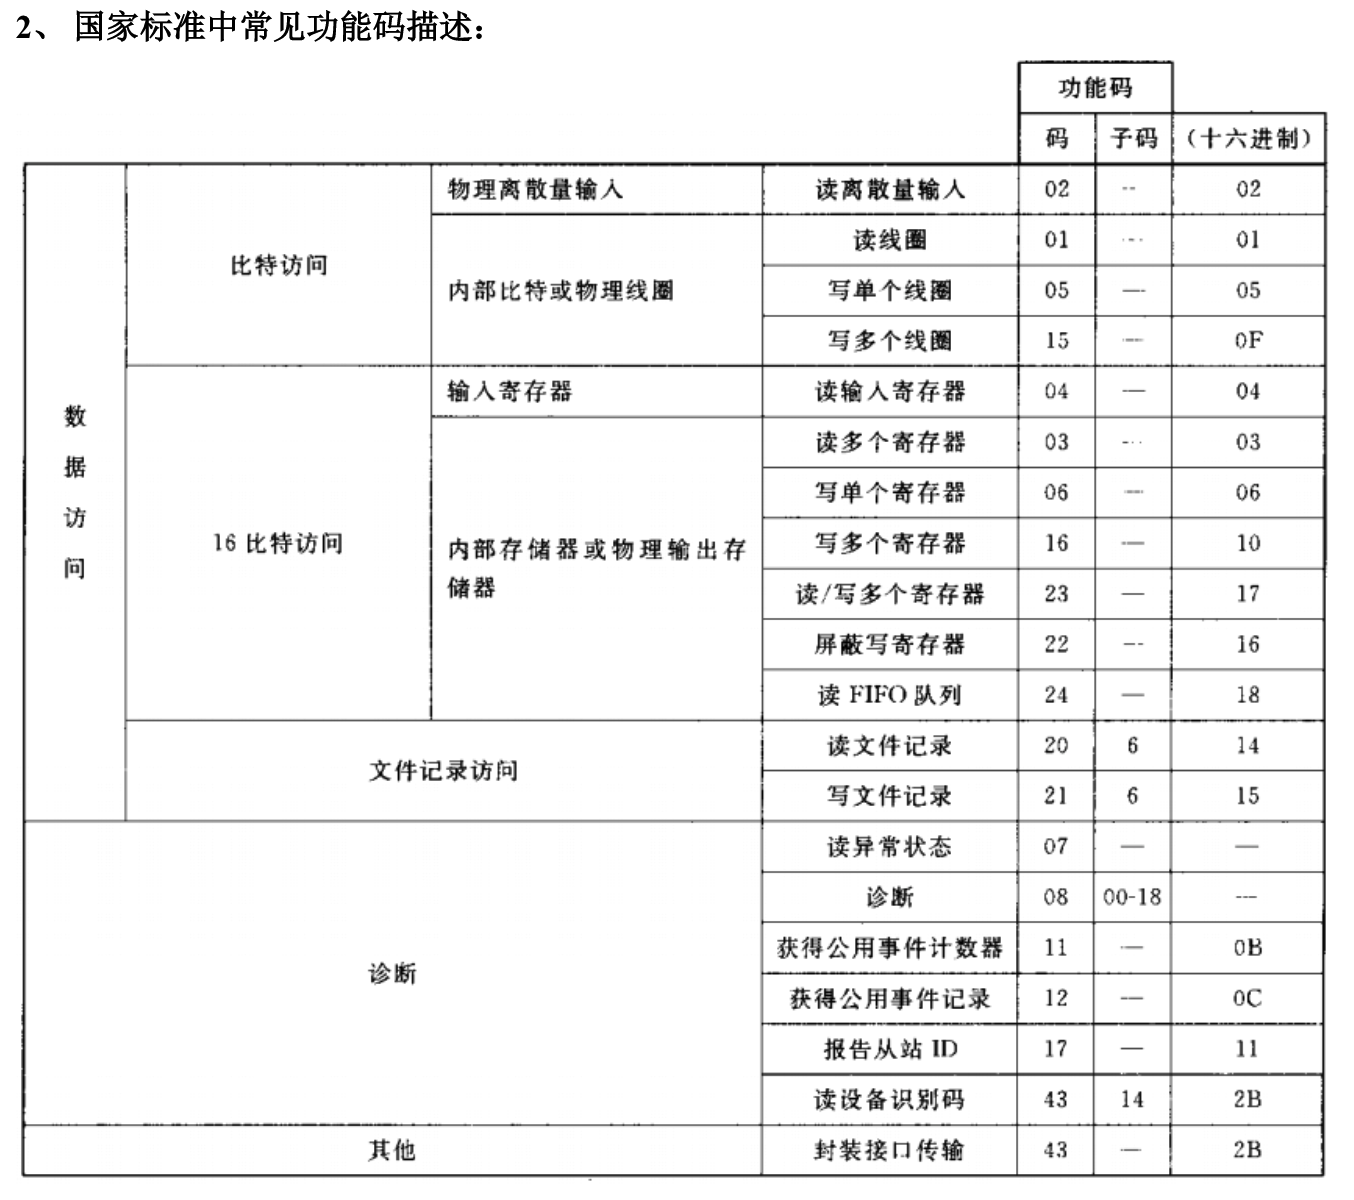 2、 国家标准中常见功能码描述：
功能码
码 子码 （十六进制）
数据访问
比特访问
物理离散量输入 读离散量输入 02 -- 02
内部比特或物理线圈
读线圈 01 --- 01
写单个线圈 05 — 05
写多个线圈 15 — 0F
16 比特访问
输入寄存器 读输入寄存器 04 — 04
内部存储器或物理输出存
储器
读多个寄存器 03 --- 03
写单个寄存器 06 — 06
写多个寄存器 16 — 10
读/写多个寄存器 23 — 17
屏蔽写寄存器 22 — 16
读 FIFO 队列 24 — 18
文件记录访问
读文件记录 20 6 14
写文件记录 21 6 15
诊断
读异常状态 07 — —
诊断 08 00-18 —
获得公用事件计数器 11 — 0B
获得公用事件记录 12 — 0C
报告从站 ID 17 — 11
读设备识别码 43 14 2B
其他 封装接口传输 43 — 2B